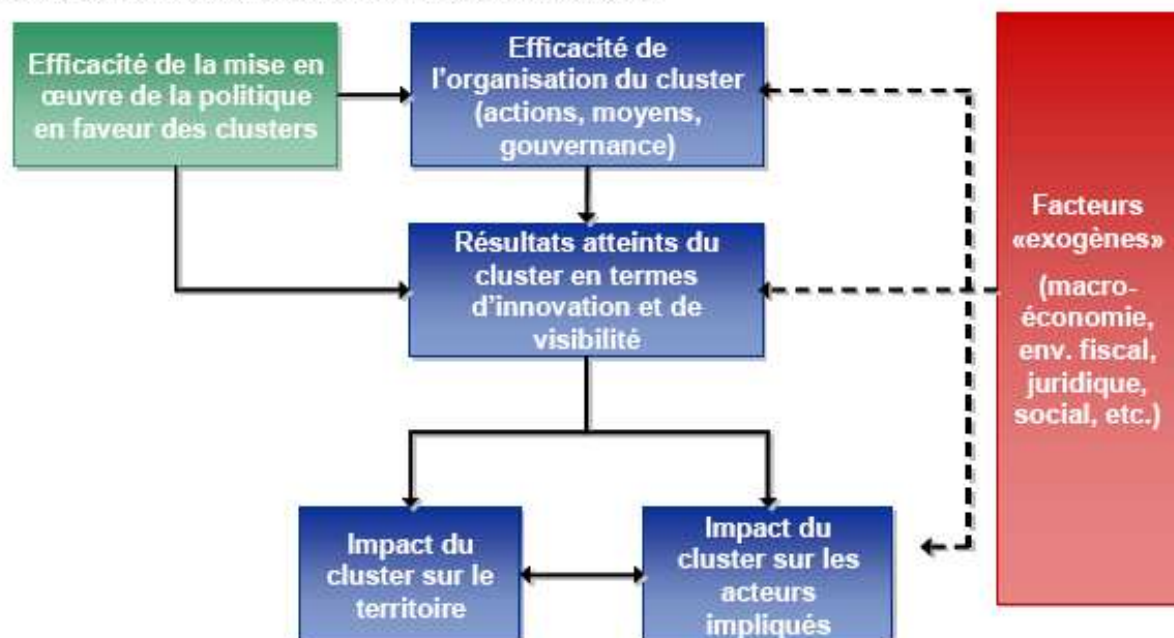 Efficacité de la mise en
œuvre de la politique
en faveur des clusters
Efficacité de
l'organisation du cluster
(actions, moyens,
gouvernance)
Résultats atteints du
cluster en termes
d'innovation et de
visibilité
Facteurs
«exogènes»
(macro-
économie,
env. fiscal,
juridique,
social, etc.)
Impact du
cluster sur le
territoire
Impact du
cluster sur les
acteurs
impliqués